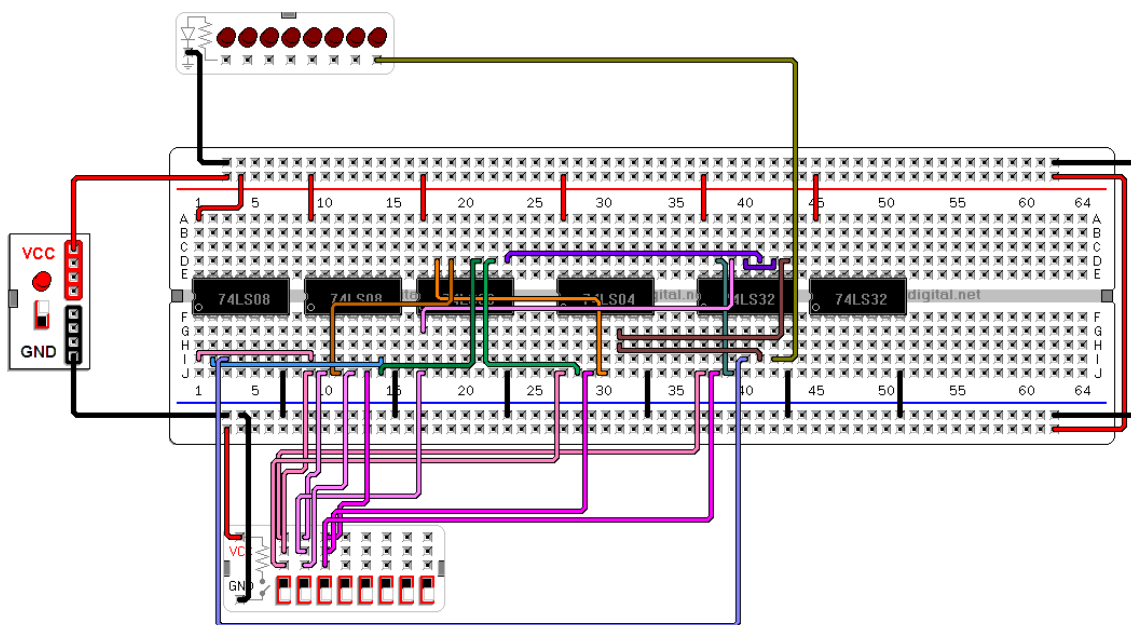 1 5 10 15 20 25 30 35 40 45 50 55 60 64
A A
B B
C C
D D
E E
VCC
GND
74LS08 74LS08 74LS04 74LS32 74LS32
digital.net
F F
G G
H H
I I
J J
1 5 10 15 20 25 30 35 40 45 50 55 60 64
VCC
GND